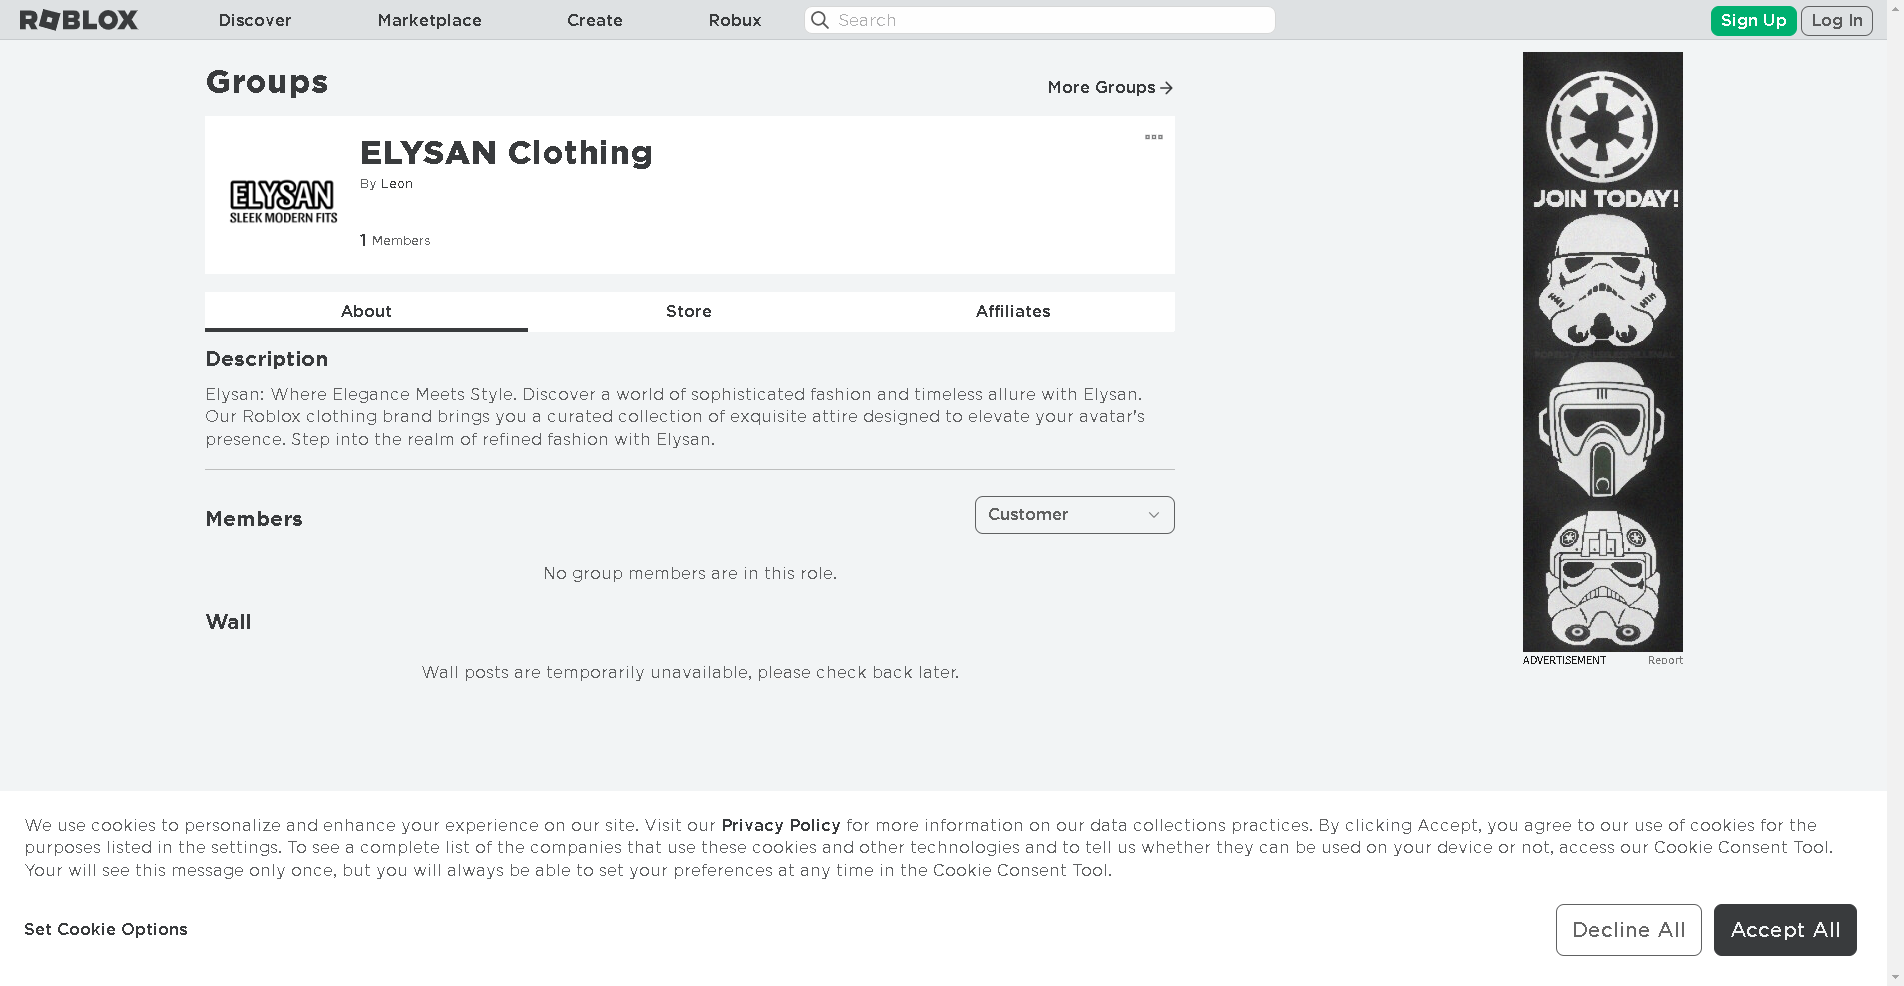 ROBLOX
Discover
Marketplace
Create
Robux
Search
Sign Up
Log In
Groups
More Groups
ELYSAN Clothing
By Leon
ELYSAN
SLEEK MODERN FITS
1 Members
About
Store
Affiliates
Description
Elysan: Where Elegance Meets Style. Discover a world of sophisticated fashion and timeless allure with Elysan.
Our Roblox clothing brand brings you a curated collection of exquisite attire designed to elevate your avatar's
presence. Step into the realm of refined fashion with Elysan.
Members
Customer
No group members are in this role.
Wall
Wall posts are temporarily unavailable, please check back later.
JOIN TODAY!
ADVERTISEMENT
Report
We use cookies to personalize and enhance your experience on our site. Visit our Privacy Policy for more information on our data collections practices. By clicking Accept, you agree to our use of cookies for the
purposes listed in the settings. To see a complete list of the companies that use these cookies and other technologies and to tell us whether they can be used on your device or not, access our Cookie Consent Tool.
Your will see this message only once, but you will always be able to set your preferences at any time in the Cookie Consent Tool.
Set Cookie Options
Decline All
Accept All